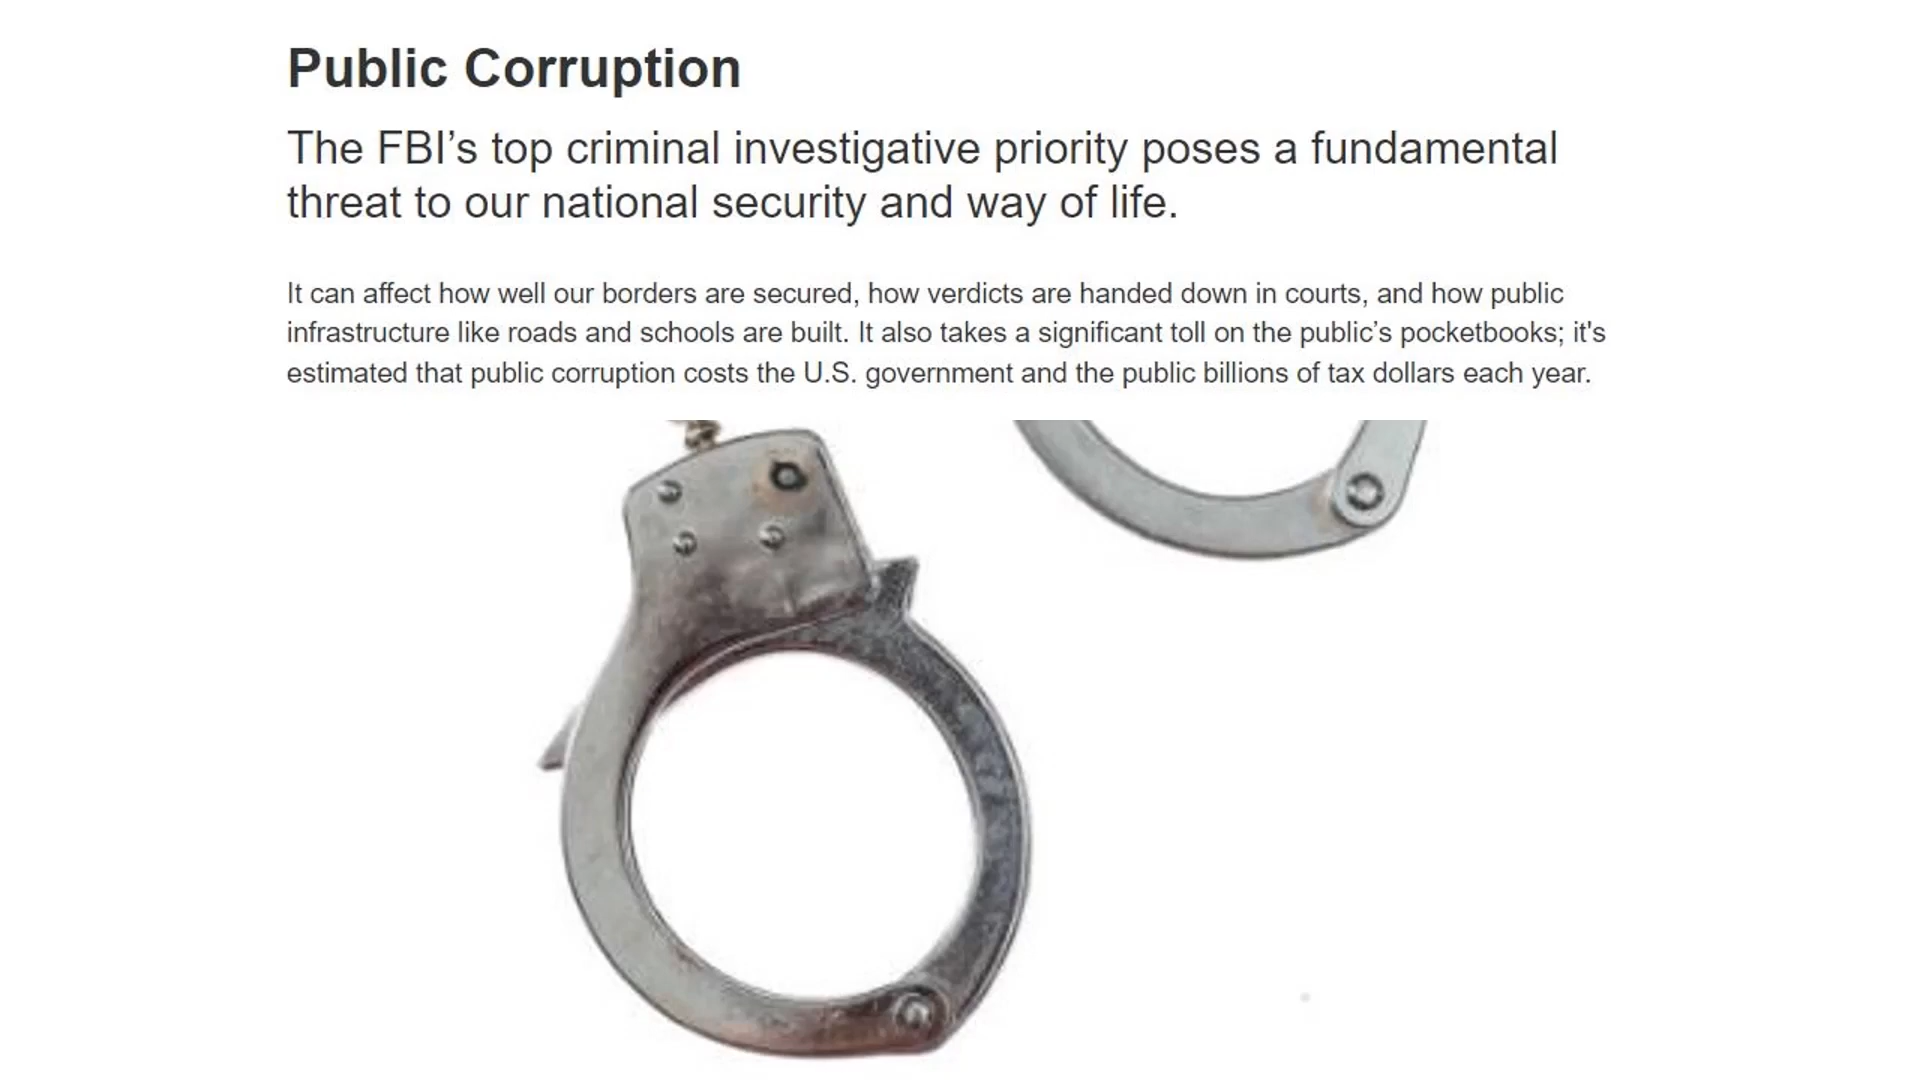 Public Corruption
The FBI’s top criminal investigative priority poses a fundamental
threat to our national security and way of life.
It can affect how well our borders are secured, how verdicts are handed down in courts, and how public
infrastructure like roads and schools are built. It also takes a significant toll on the public’s pocketbooks; it's
estimated that public corruption costs the U.S. government and the public billions of tax dollars each year.